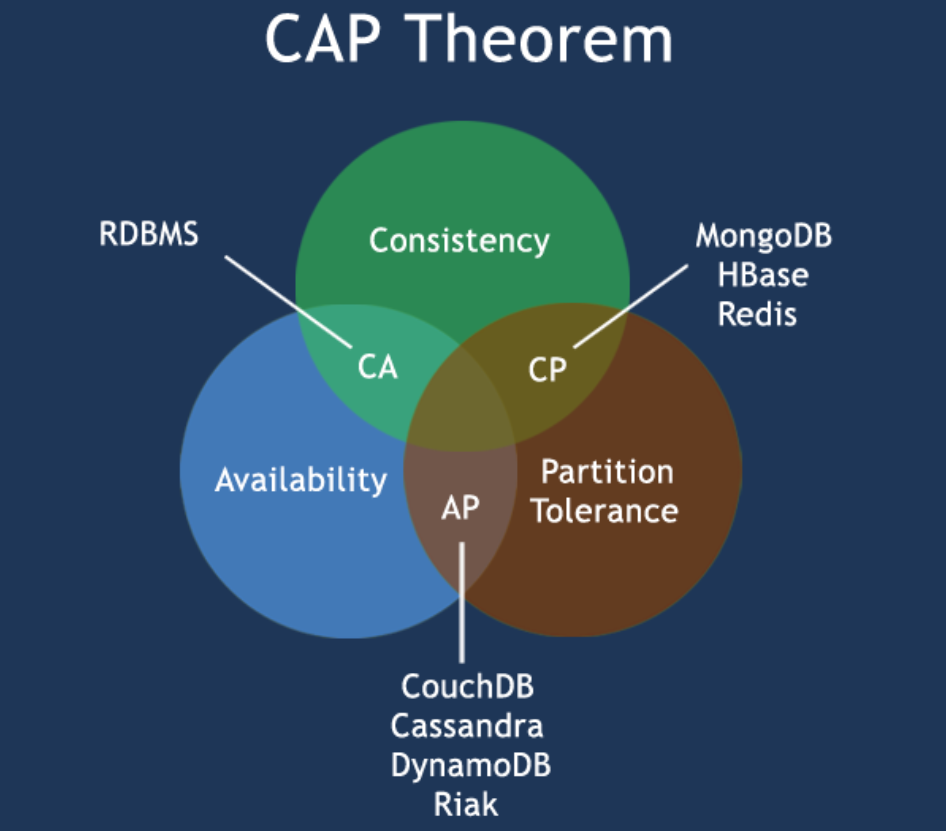 CAP Theorem
RDBMS
Consistency
MongoDB
HBase
Redis
CA
CP
Availability
Partition
Tolerance
AP
CouchDB
Cassandra
DynamoDB
Riak